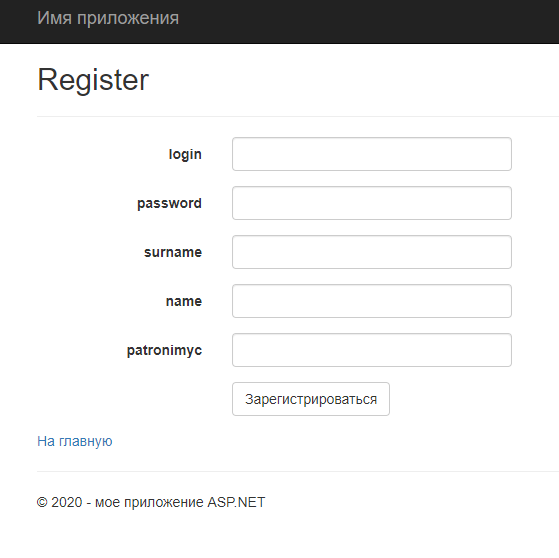 Имя приложения
Register
login
password
surname
name
patronimyc
Зарегистрироваться
На главную
© 2020 - мое приложение ASP.NET